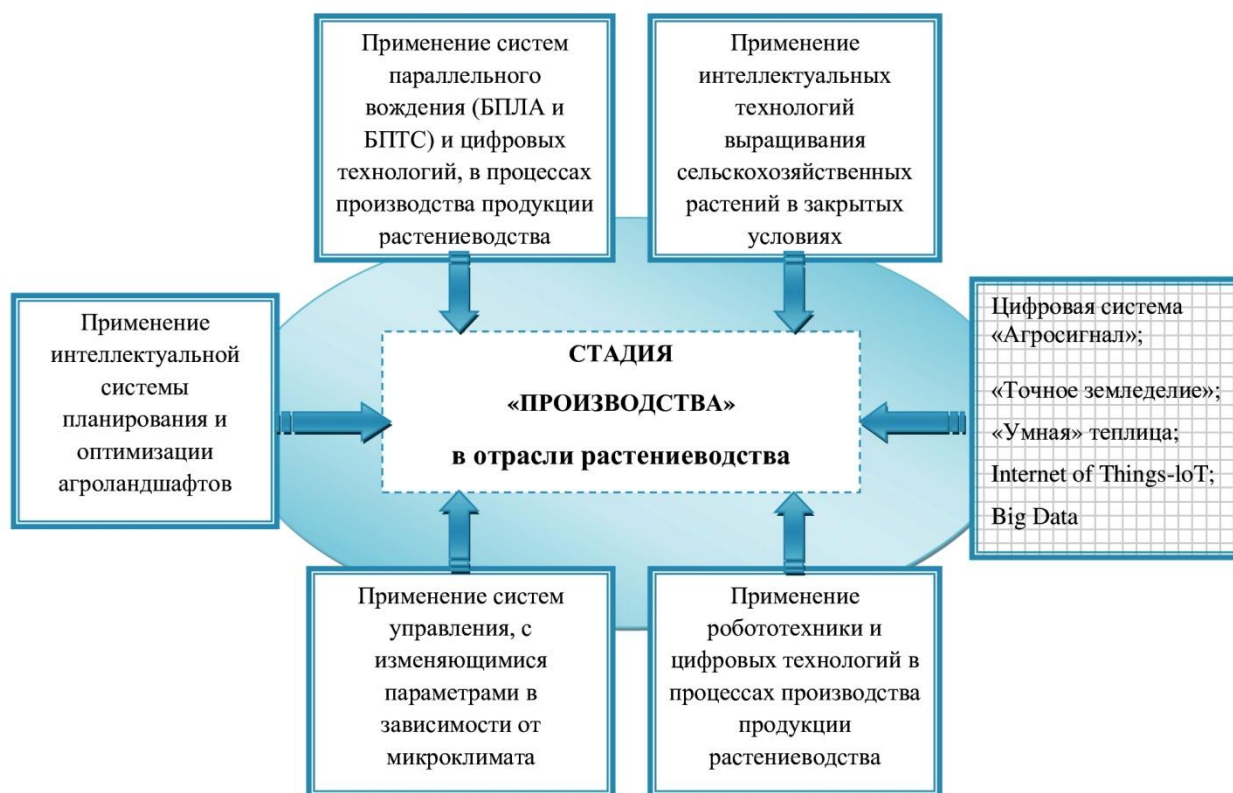 Применение систем
параллельного
вождения (БПЛА и
БПТС) и цифровых
технологий, в процессах
производства продукции
растениеводства
Применение
интеллектуальных
технологий
выращивания
сельскохозяйственных
растений в закрытых
условиях
Применение
интеллектуальной
системы
планирования и
оптимизации
агроландшафтов
СТАДИЯ
«ПРОИЗВОДСТВА»
в отрасли растениеводства
Цифровая система
«Агросигнал»;
«Точное земледелие»;
«Умная» теплица;
Internet of Things-loT;
Big Data
Применение систем
управления, с
изменяющимися
параметрами в
зависимости от
микроклимата
Применение
робототехники и
цифровых технологий в
процессах производства
продукции
растениеводства